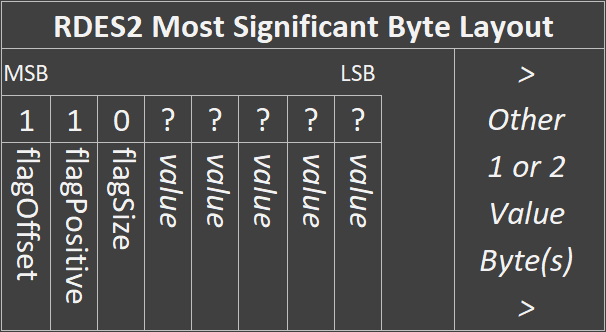 RDES2 Most Significant Byte Layout
MSB LSB
1 1 0 ? ? ? ? ?
flagOffset flagPositive flagSize value value value value value
>
Other
1 or 2
Value
Byte(s)
>